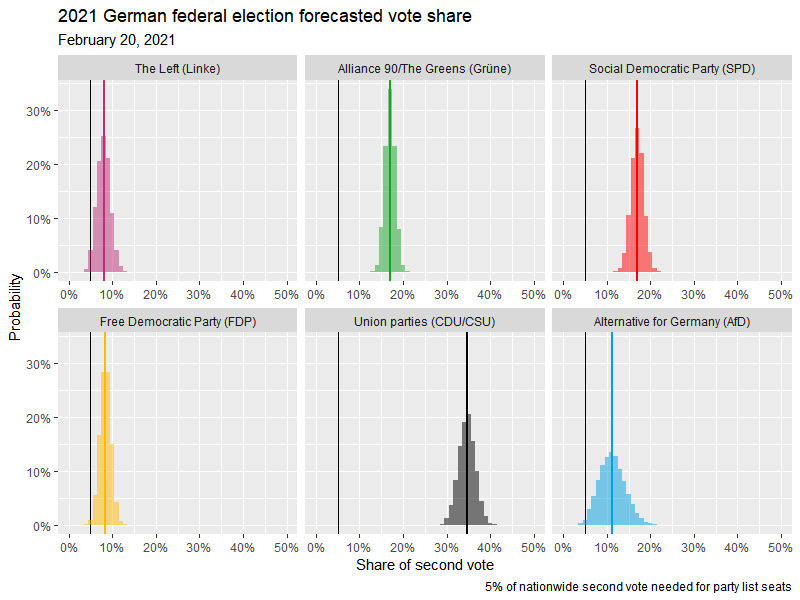 2021 German federal election forecasted vote share
February 20, 2021
The Left (Linke) Alliance 90/The Greens (Grüne) Social Democratic Party (SPD)
30%
20%
10%
0%
0% 10% 20% 30% 40% 50% 0% 10% 20% 30% 40% 50% 0% 10% 20% 30% 40% 50%
Probability
Free Democratic Party (FDP) Union parties (CDU/CSU) Alternative for Germany (AfD)
30%
20%
10%
0%
0% 10% 20% 30% 40% 50% 0% 10% 20% 30% 40% 50% 0% 10% 20% 30% 40% 50%
Share of second vote
5% of nationwide second vote needed for party list seats